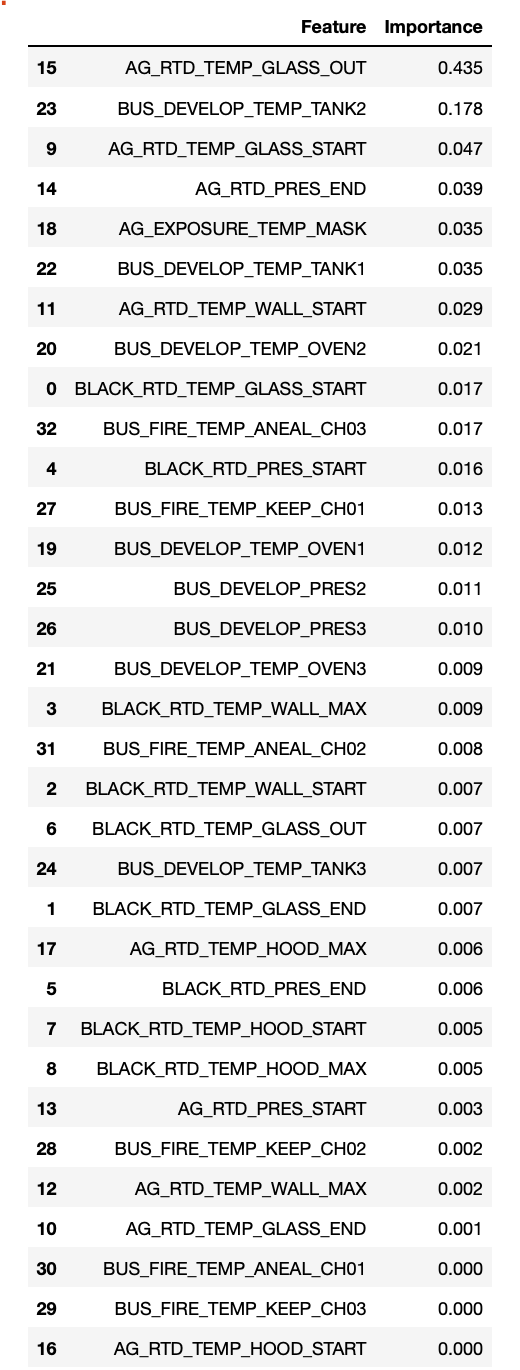 Feature Importance
15 AG_RTD_TEMP_GLASS_OUT 0.435
23 BUS_DEVELOP_TEMP_TANK2 0.178
9 AG_RTD_TEMP_GLASS_START 0.047
14 AG_RTD_PRES_END 0.039
18 AG_EXPOSURE_TEMP_MASK 0.035
22 BUS_DEVELOP_TEMP_TANK1 0.035
11 AG_RTD_TEMP_WALL_START 0.029
20 BUS_DEVELOP_TEMP_OVEN2 0.021
0 BLACK_RTD_TEMP_GLASS_START 0.017
32 BUS_FIRE_TEMP_ANEAL_CH03 0.017
4 BLACK_RTD_PRES_START 0.016
27 BUS_FIRE_TEMP_KEEP_CH01 0.013
19 BUS_DEVELOP_TEMP_OVEN1 0.012
25 BUS_DEVELOP_PRES2 0.011
26 BUS_DEVELOP_PRES3 0.010
21 BUS_DEVELOP_TEMP_OVEN3 0.009
3 BLACK_RTD_TEMP_WALL_MAX 0.009
31 BUS_FIRE_TEMP_ANEAL_CH02 0.008
2 BLACK_RTD_TEMP_WALL_START 0.007
6 BLACK_RTD_TEMP_GLASS_OUT 0.007
24 BUS_DEVELOP_TEMP_TANK3 0.007
1 BLACK_RTD_TEMP_GLASS_END 0.007
17 AG_RTD_TEMP_HOOD_MAX 0.006
5 BLACK_RTD_PRES_END 0.006
7 BLACK_RTD_TEMP_HOOD_START 0.005
8 BLACK_RTD_TEMP_HOOD_MAX 0.005
13 AG_RTD_PRES_START 0.003
28 BUS_FIRE_TEMP_KEEP_CH02 0.002
12 AG_RTD_TEMP_WALL_MAX 0.002
10 AG_RTD_TEMP_GLASS_END 0.001
30 BUS_FIRE_TEMP_ANEAL_CH01 0.000
29 BUS_FIRE_TEMP_KEEP_CH03 0.000
16 AG_RTD_TEMP_HOOD_START 0.000